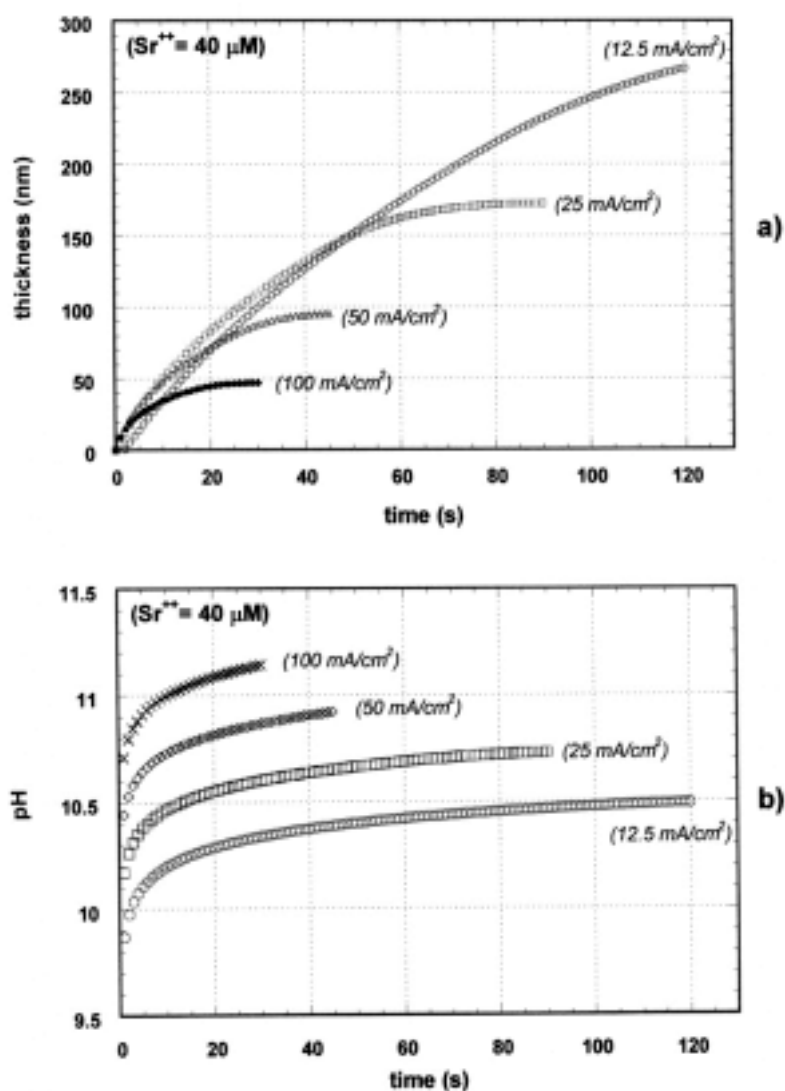 300
(Sr⁺⁺= 40 µM)
(12.5 mA/cm²)
250
200
(25 mA/cm²)
150
a)
thickness (nm)
100
(50 mA/cm²)
50
(100 mA/cm²)
0
0 20 40 60 80 100 120
time (s)
11.5
(Sr⁺⁺= 40 µM)
(100 mA/cm²)
11
(50 mA/cm²)
(25 mA/cm²)
10.5
b)
pH
(12.5 mA/cm²)
10
9.5
0 20 40 60 80 100 120
time (s)